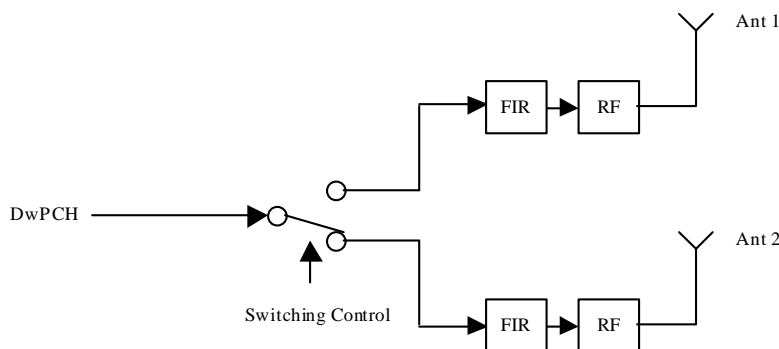 Ant 1
FIR
RF
DwPCH
Ant 2
Switching Control
FIR
RF